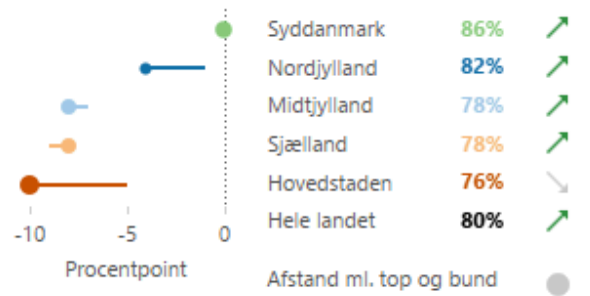 Syddanmark 86%
Nordjylland 82%
Midtjylland 78%
Sjælland 78%
Hovedstaden 76%
Hele landet 80%
-10 -5 0
Procentpoint
Afstand ml. top og bund